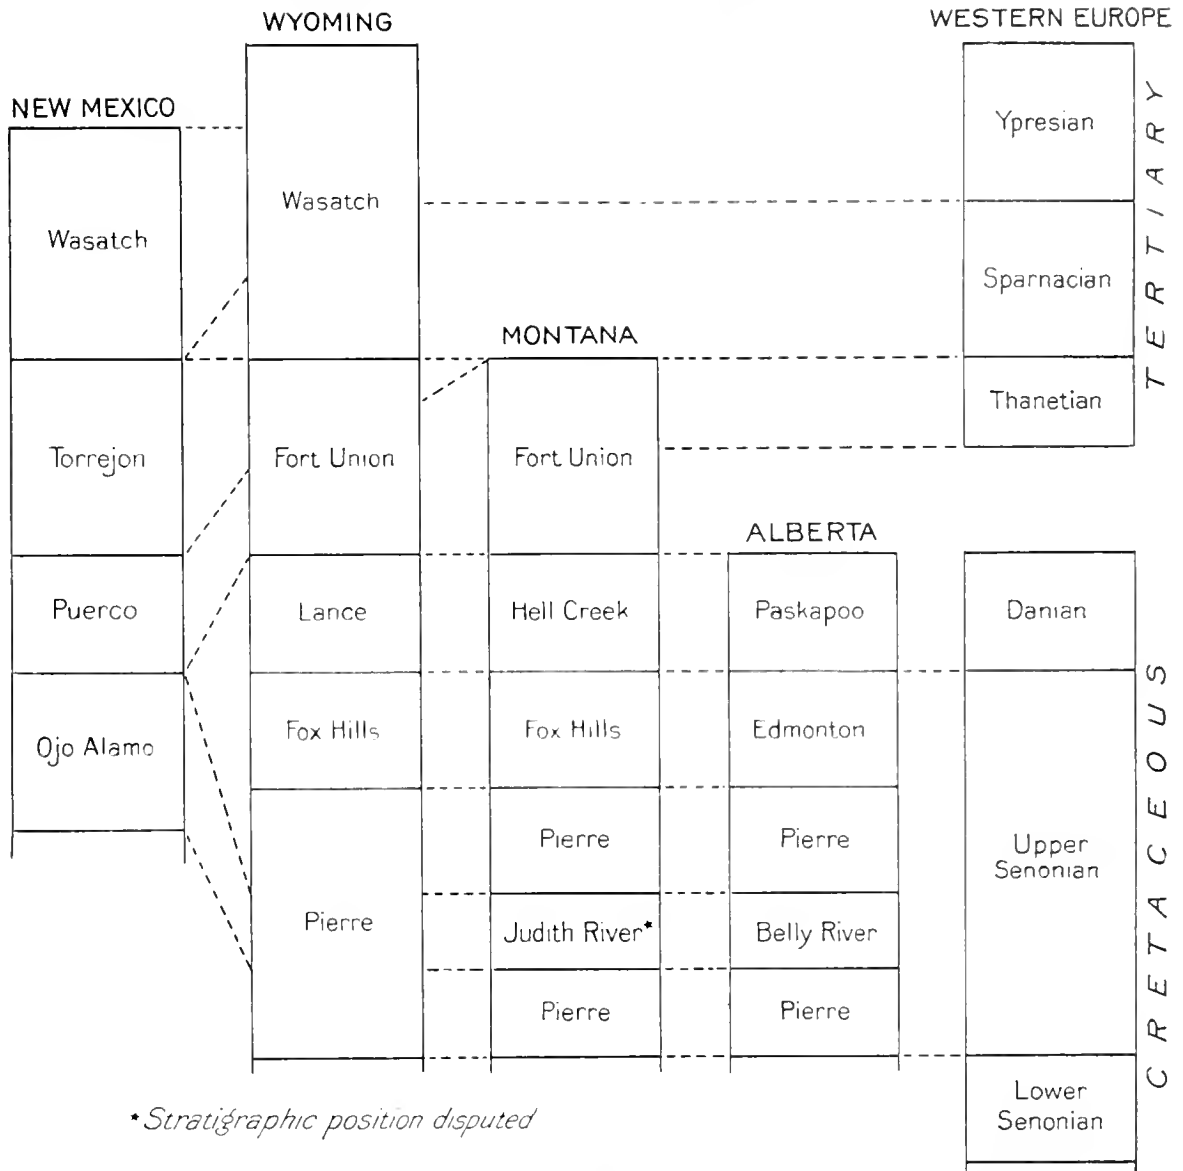 WYOMING
WESTERN EUROPE
NEW MEXICO
Wasatch
Torrejon
Puerco
Ojo Alamo
Wasatch
Fort Union
Lance
Fox Hills
Pierre
MONTANA
Fort Union
Hell Creek
Fox Hills
Pierre
Judith River*
Pierre
ALBERTA
Paskapoo
Edmonton
Pierre
Belly River
Pierre
Ypresian
Sparnacian
Thanetian
Danian
Upper
Senonian
Lower
Senonian
TERTIARY
CRETACEOUS
*Stratigraphic position disputed